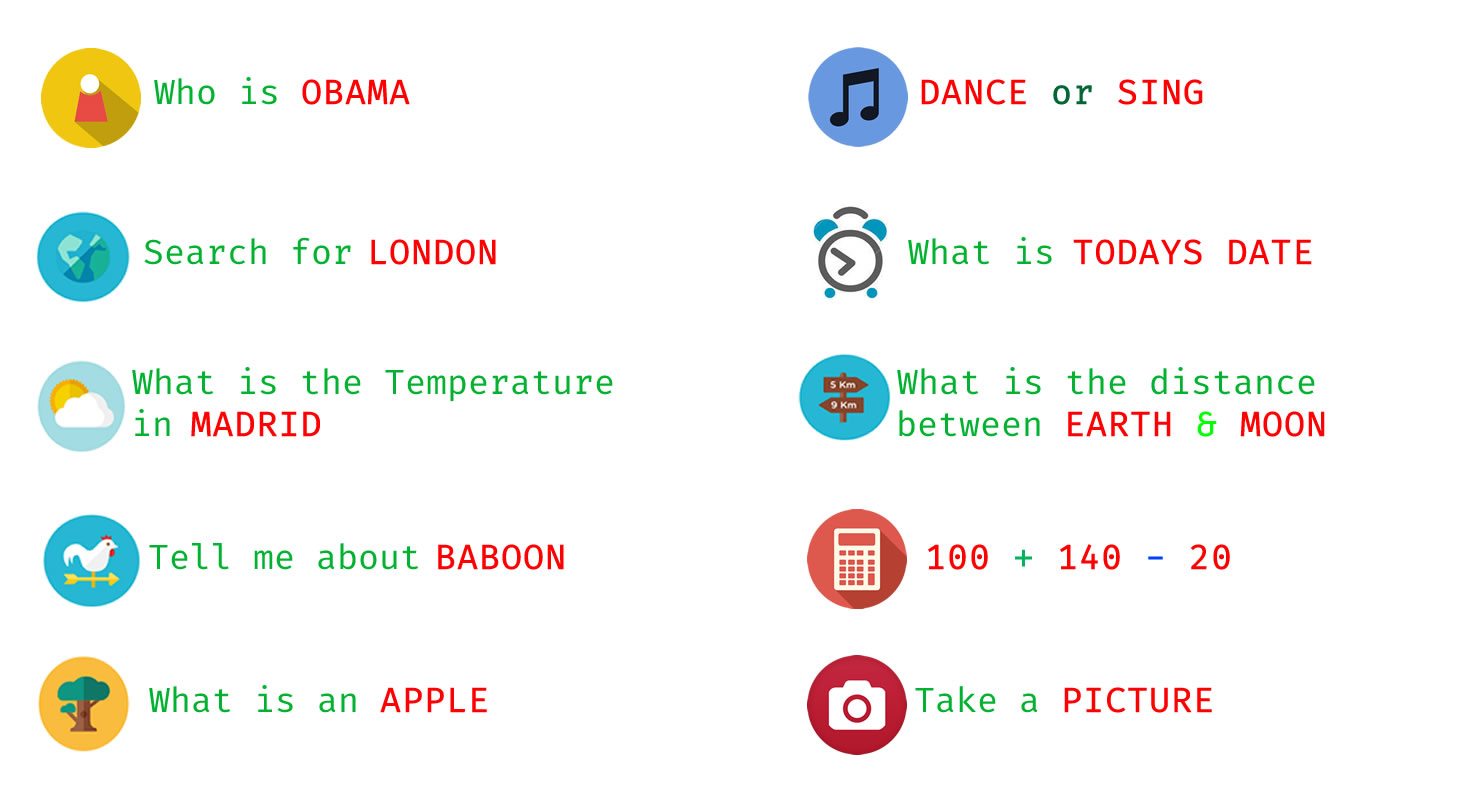 Who is OBAMA
Search for LONDON
What is the Temperature
in MADRID
Tell me about BABOON
What is an APPLE
DANCE or SING
What is TODAYS DATE
5 Km
9 Km
What is the distance
between EARTH & MOON
100 + 140 - 20
Take a PICTURE